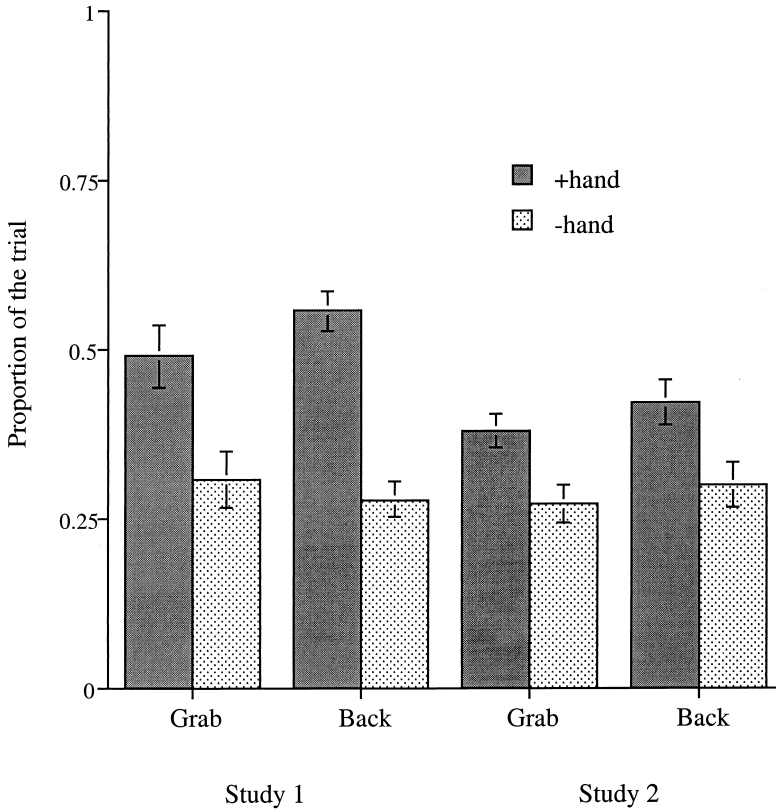 1
0.75
0.5
0.25
0
Proportion of the trial
+hand
-hand
Grab Back Grab Back
Study 1 Study 2